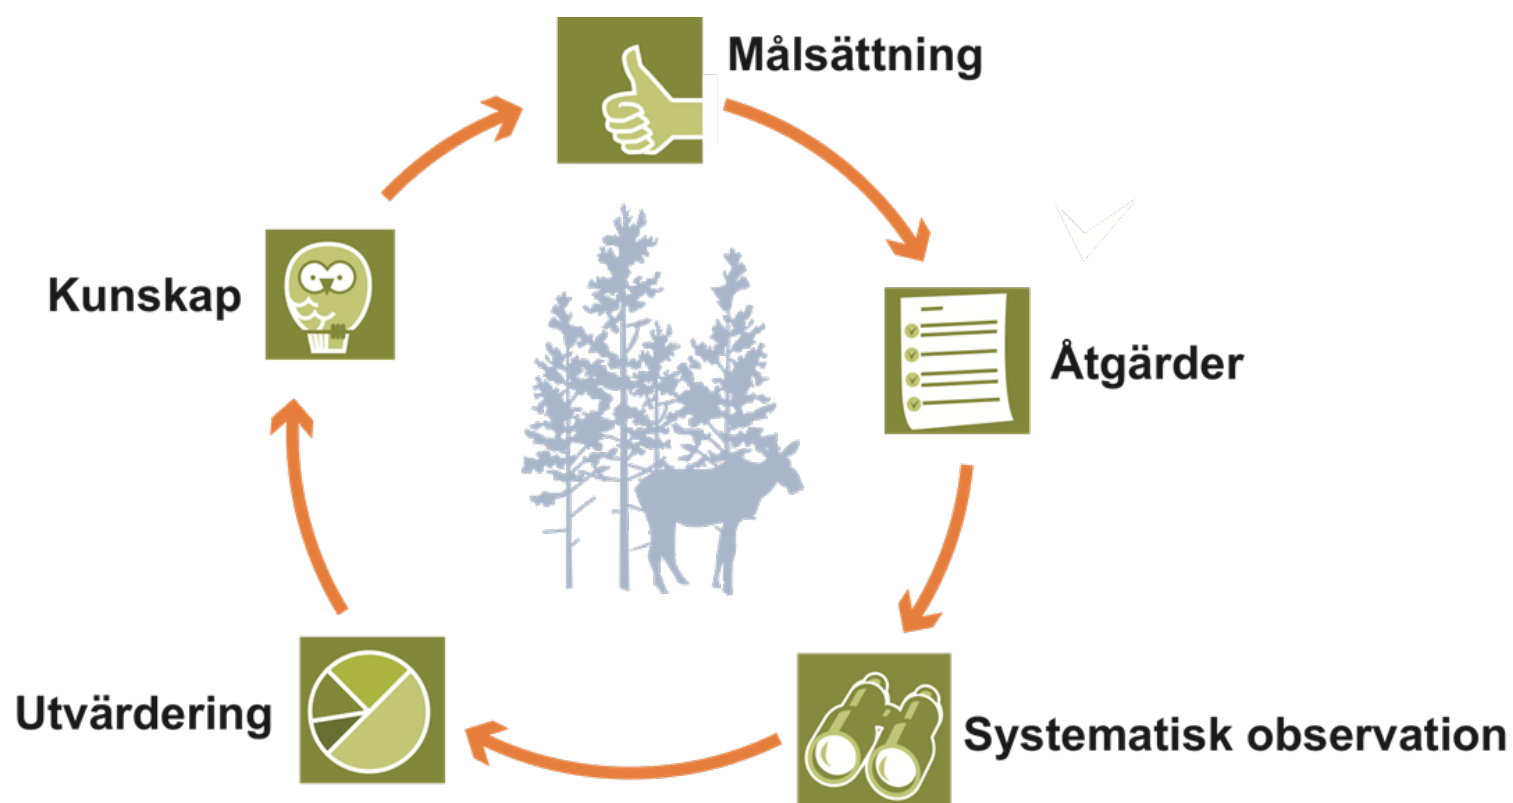 Målsättning
Kunskap
Åtgärder
Utvärdering
Systematisk observation